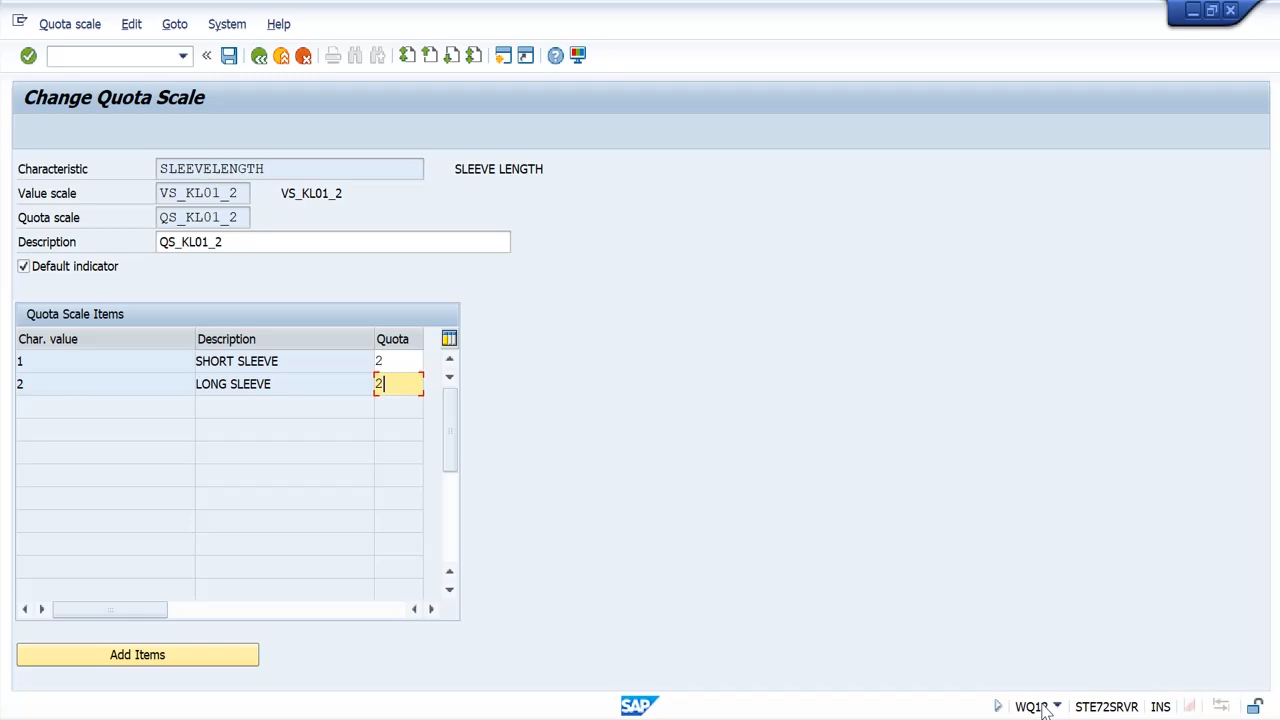 Quota scale Edit Goto System Help
Change Quota Scale
Characteristic SLEEVELENGTH SLEEVE LENGTH
Value scale VS_KL01_2 VS_KL01_2
Quota scale QS_KL01_2
Description QS_KL01_2
Default indicator
Quota Scale Items
Char. value Description Quota
1 SHORT SLEEVE 2
2 LONG SLEEVE 2
Add Items
SAP STE72SRVR INS